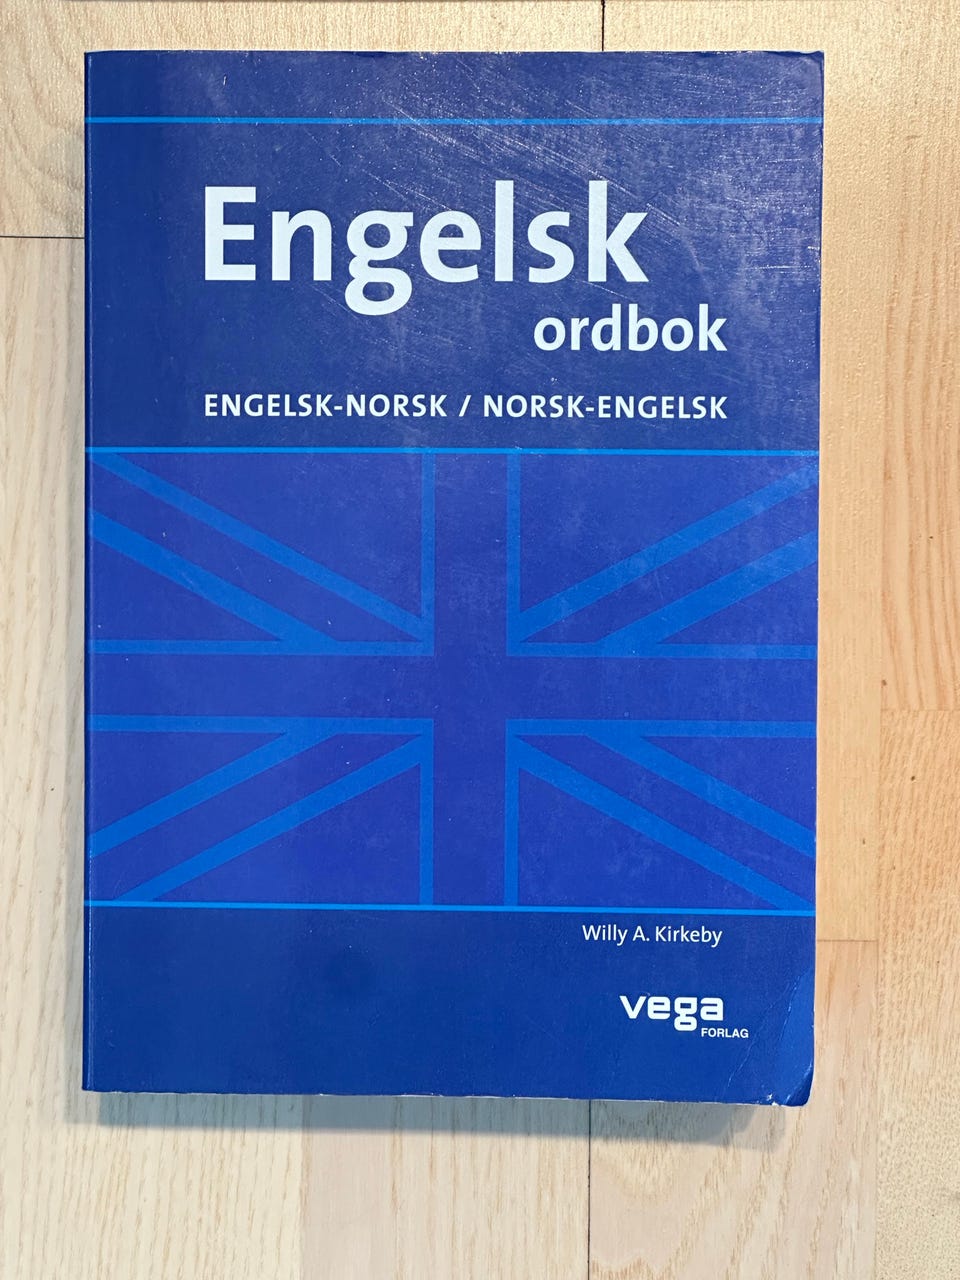 Engelsk
ordbok
ENGELSK-NORSK / NORSK-ENGELSK
Willy A. Kirkeby
vega
FORLAG